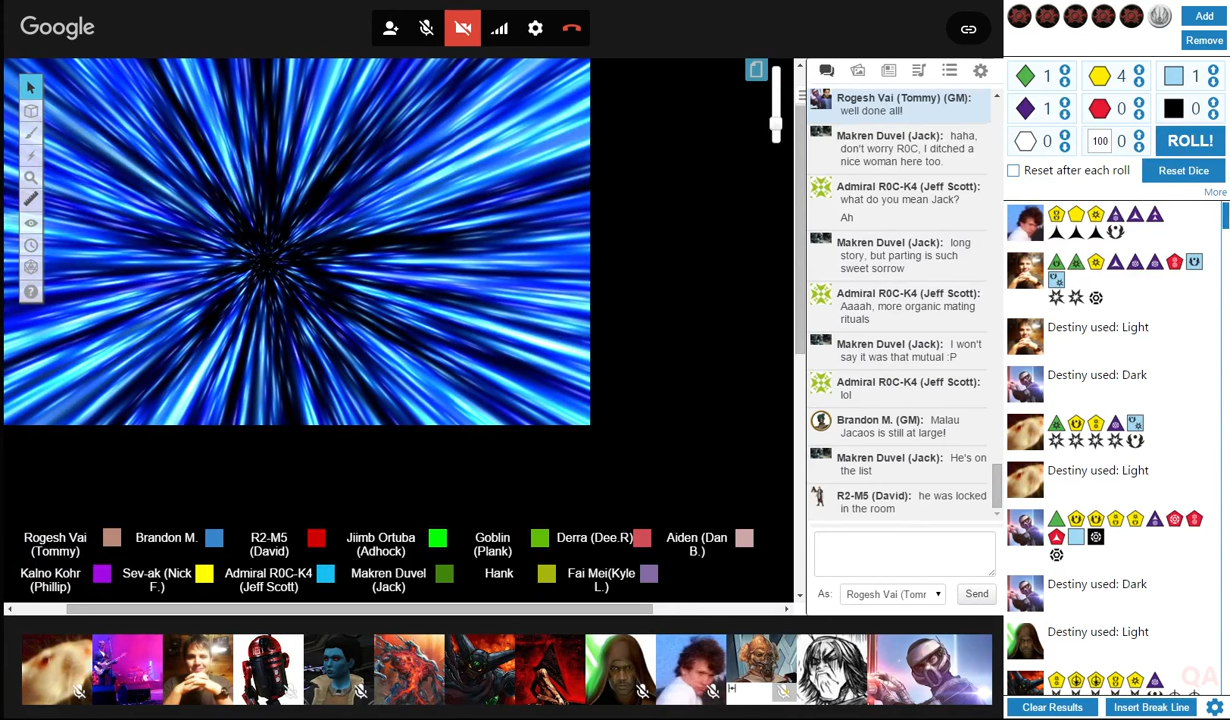 Google
Add
Remove
1
4
1
1
0
0
0
100
0
ROLL!
Reset after each roll
Reset Dice
More
Rogesh Vai (Tommy) (GM):
well done all!
Makren Duvel (Jack): haha,
don't worry R0C, I ditched a
nice woman here too.
Admiral R0C-K4 (Jeff Scott):
what do you mean Jack?
Ah
Makren Duvel (Jack): long
story, but parting is such
sweet sorrow
Admiral R0C-K4 (Jeff Scott):
Aaaah, more organic mating
rituals
Makren Duvel (Jack): I won't
say it was that mutual :P
Admiral R0C-K4 (Jeff Scott):
lol
Brandon M. (GM): Malau
Jacaos is still at large!
Makren Duvel (Jack): He's on
the list
R2-M5 (David): he was locked
in the room
As:
Rogesh Vai (Tomr
Send
Destiny used: Light
Destiny used: Dark
Destiny used: Light
Destiny used: Dark
Destiny used: Light
QA
Clear Results
Insert Break Line
Rogesh Vai
(Tommy)
Brandon M.
R2-M5
(David)
Jiimb Ortuba
(Adhock)
Goblin
(Plank)
Derra (Dee.R)
Aiden (Dan
B.)
Kalno Kohr
(Phillip)
Sev-ak (Nick
F.)
Admiral R0C-K4
(Jeff Scott)
Makren Duvel
(Jack)
Hank
Fai Mei(Kyle
L.)